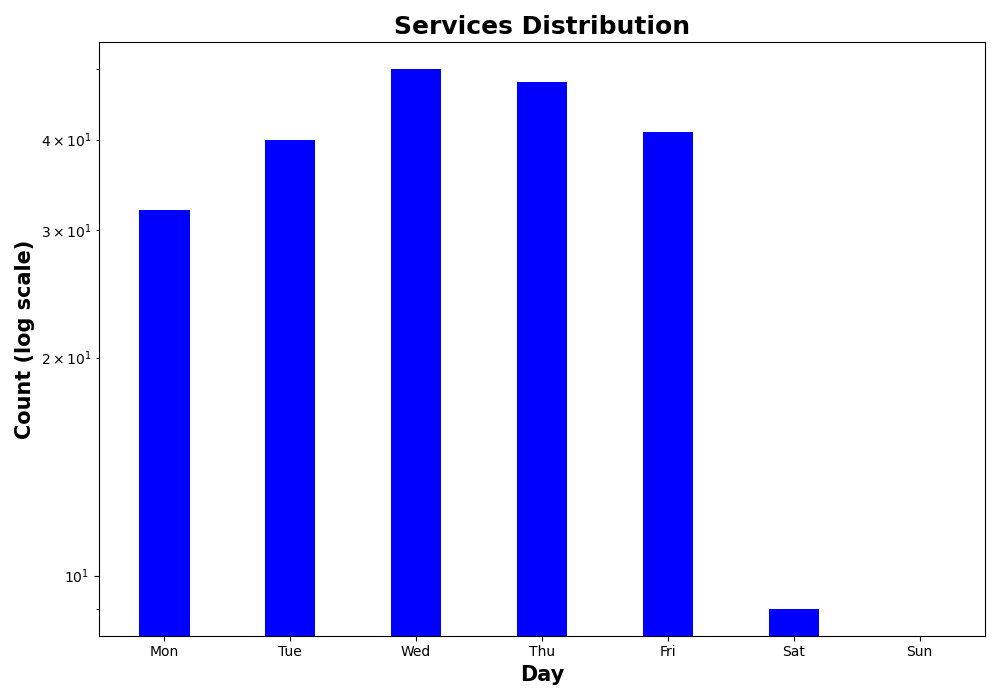 Services Distribution
Count (log scale)
4 × 10¹
3 × 10¹
2 × 10¹
10¹
Mon Tue Wed Thu Fri Sat Sun
Day